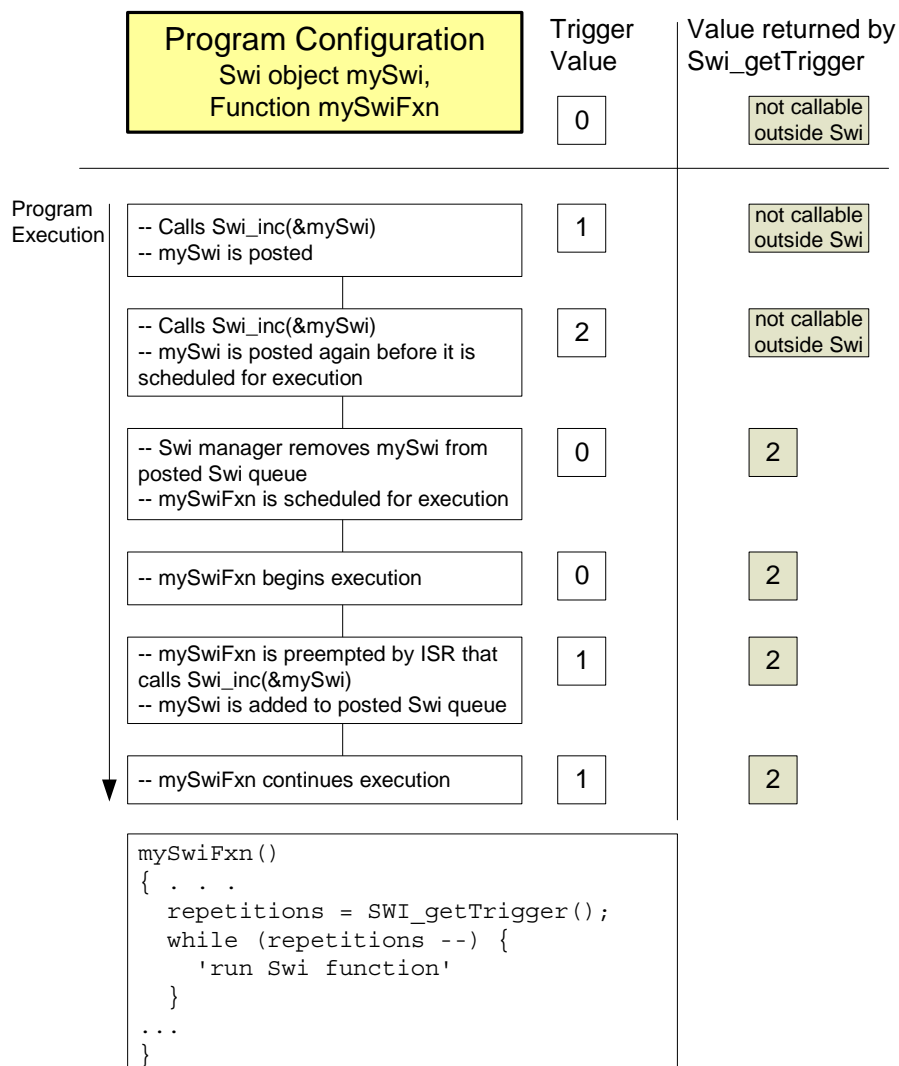 Program Configuration
Swi object mySwi,
Function mySwiFxn
Trigger
Value
Value returned by
Swi_getTrigger
0
not callable
outside Swi
Program
Execution
-- Calls Swi_inc(&mySwi)
-- mySwi is posted
1
not callable
outside Swi
-- Calls Swi_inc(&mySwi)
-- mySwi is posted again before it is
scheduled for execution
2
not callable
outside Swi
-- Swi manager removes mySwi from
posted Swi queue
-- mySwiFxn is scheduled for execution
0
2
-- mySwiFxn begins execution
0
2
-- mySwiFxn is preempted by ISR that
calls Swi_inc(&mySwi)
-- mySwi is added to posted Swi queue
1
2
-- mySwiFxn continues execution
1
2
mySwiFxn()
{ . . .
  repetitions = SWI_getTrigger();
  while (repetitions --) {
    'run Swi function'
  }
...
}